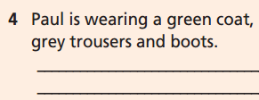 4 Paul is wearing a green coat,
grey trousers and boots.